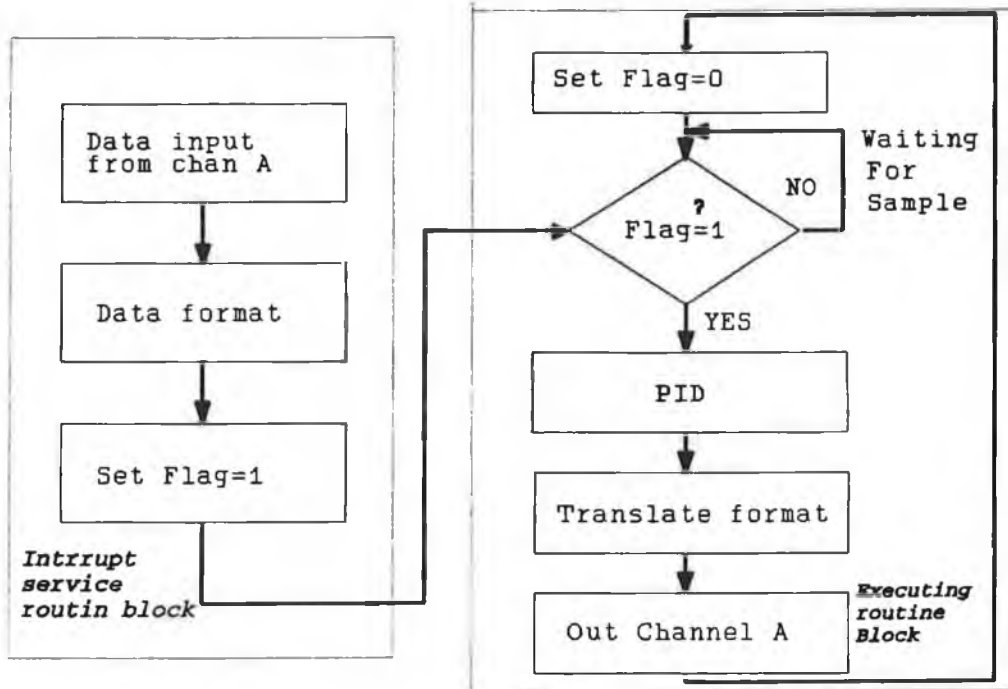 Data input
from chan A
Data format
Set Flag=1
Intrrupt
service
routin block
Set Flag=0
Waiting
For
Sample
NO
?
Flag=1
YES
PID
Translate format
Out Channel A
Executing
routine
Block